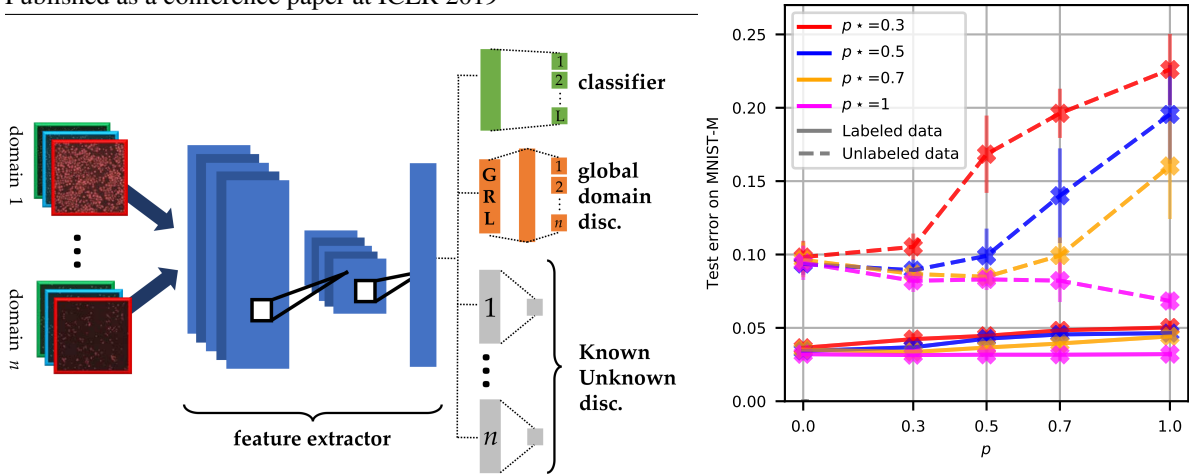 Published as a conference paper at ICLR 2019
domain 1
domain n
feature extractor
1
2
L
classifier
G
R
L
1
2
n
global
domain
disc.
1
n
Known
Unknown
disc.
Test error on MNIST-M
0.25
0.20
0.15
0.10
0.05
0.00
p ⋆ =0.3
p ⋆ =0.5
p ⋆ =0.7
p ⋆ =1
Labeled data
Unlabeled data
0.0 0.3 0.5 0.7 1.0
p